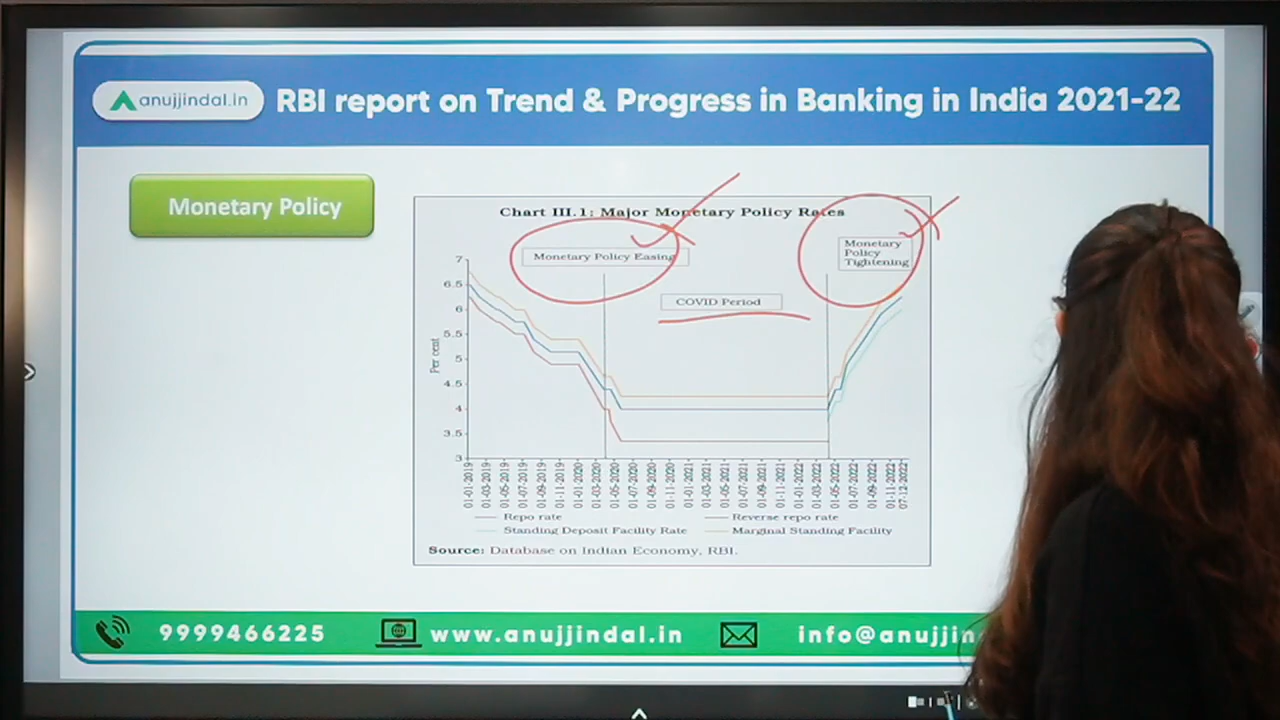 anujjindal.in
RBI report on Trend & Progress in Banking in India 2021-22
Monetary Policy
Chart III.1: Major Monetary Policy Rates
Monetary Policy Easing
Monetary
Policy
Tightening
COVID Period
Per cent
7
6.5
6
5.5
5
4.5
4
3.5
3
01-01-2019
01-03-2019
01-05-2019
01-07-2019
01-09-2019
01-11-2019
01-01-2020
01-03-2020
01-05-2020
01-07-2020
01-09-2020
01-11-2020
01-01-2021
01-03-2021
01-05-2021
01-07-2021
01-09-2021
01-11-2021
01-01-2022
01-03-2022
01-05-2022
01-07-2022
01-09-2022
01-11-2022
07-12-2022
Repo rate
Reverse repo rate
Standing Deposit Facility Rate
Marginal Standing Facility
Source: Database on Indian Economy, RBI.
9999466225
www.anujjindal.in
info@anujjin